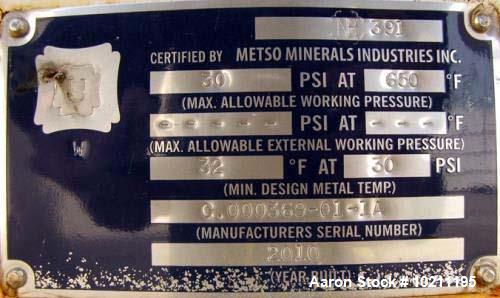 391
CERTIFIED BY METSO MINERALS INDUSTRIES INC.
30 PSI AT 650 °F
(MAX. ALLOWABLE WORKING PRESSURE)
----- PSI AT --- °F
(MAX. ALLOWABLE EXTERNAL WORKING PRESSURE)
W
32 °F AT 30 PSI
(MIN. DESIGN METAL TEMP.)
C.000369-01-1A
(MANUFACTURERS SERIAL NUMBER)
2010
(YEAR BUILT)
Aaron Stock # 10211195